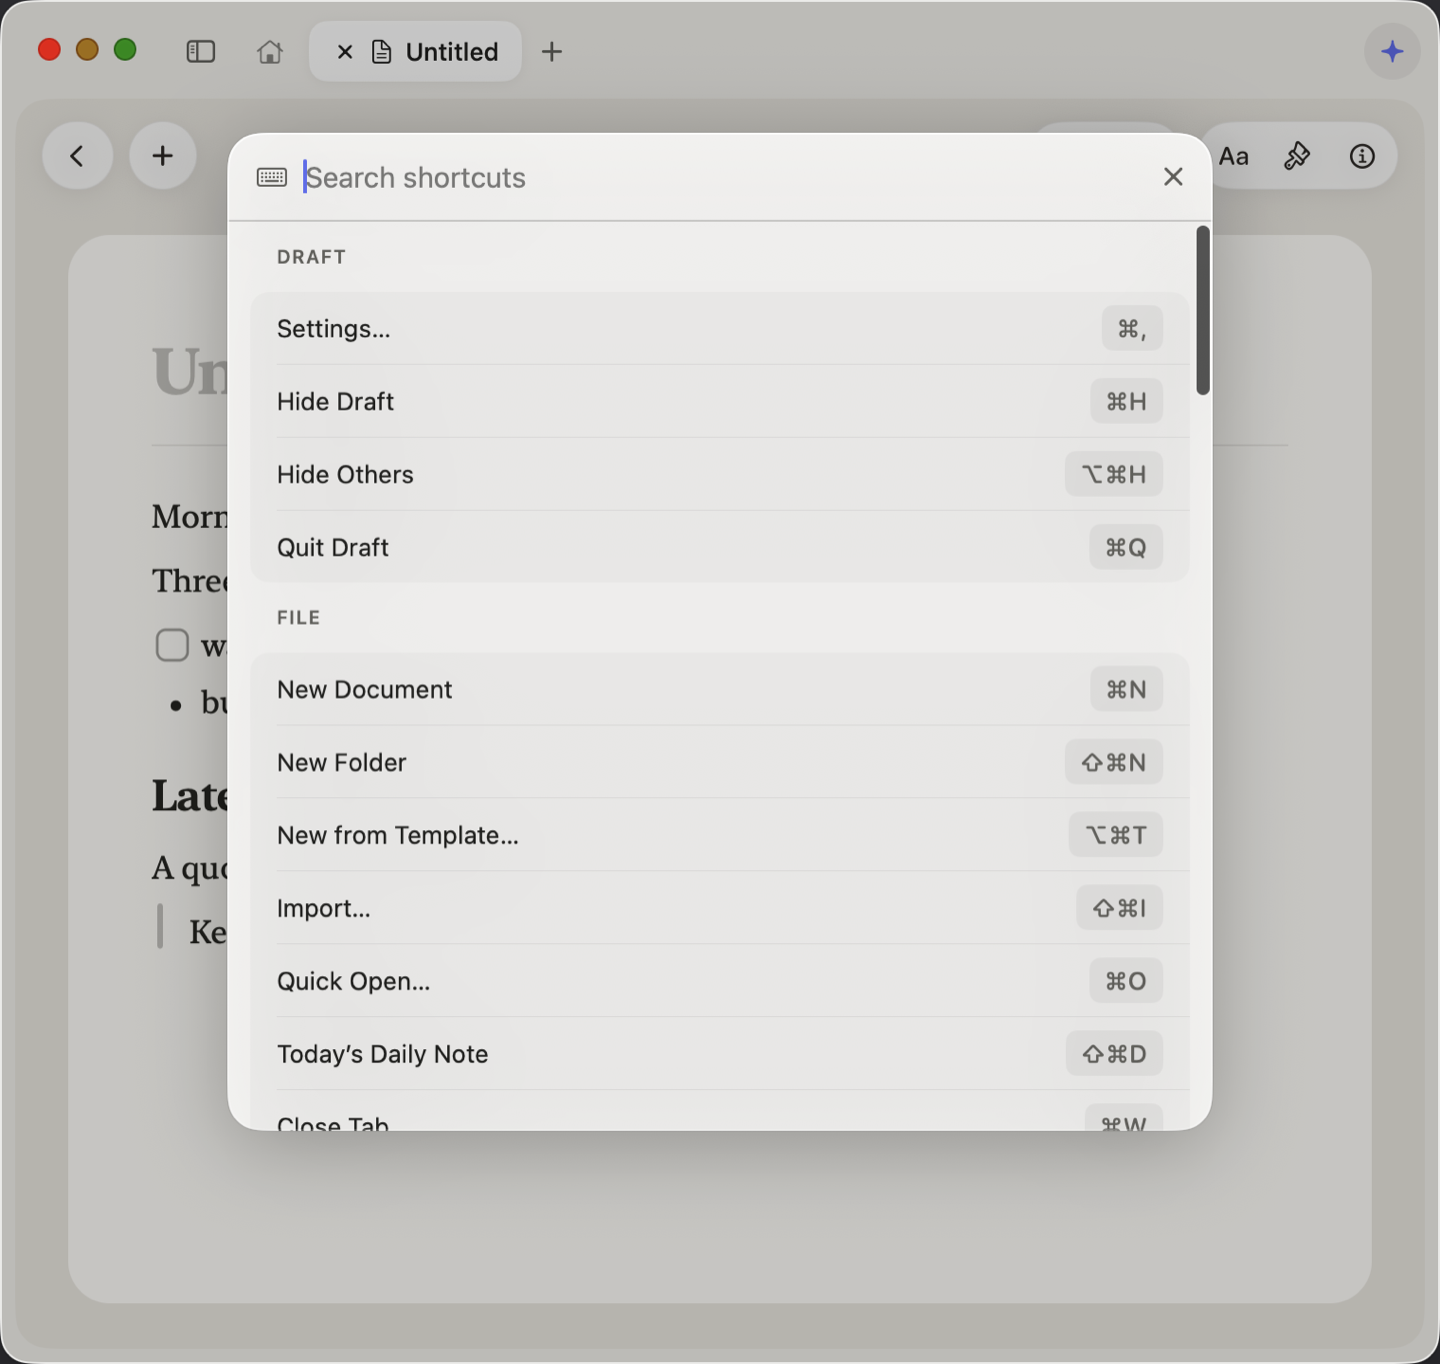 Untitled
Aa
Search shortcuts
DRAFT
Settings... ⌘,
Hide Draft ⌘H
Hide Others ⌥⌘H
Quit Draft ⌘Q
FILE
New Document ⌘N
New Folder ⇧⌘N
New from Template... ⌥⌘T
Import... ⇧⌘I
Quick Open... ⌘O
Today’s Daily Note ⇧⌘D
Close Tab ⌘W
A